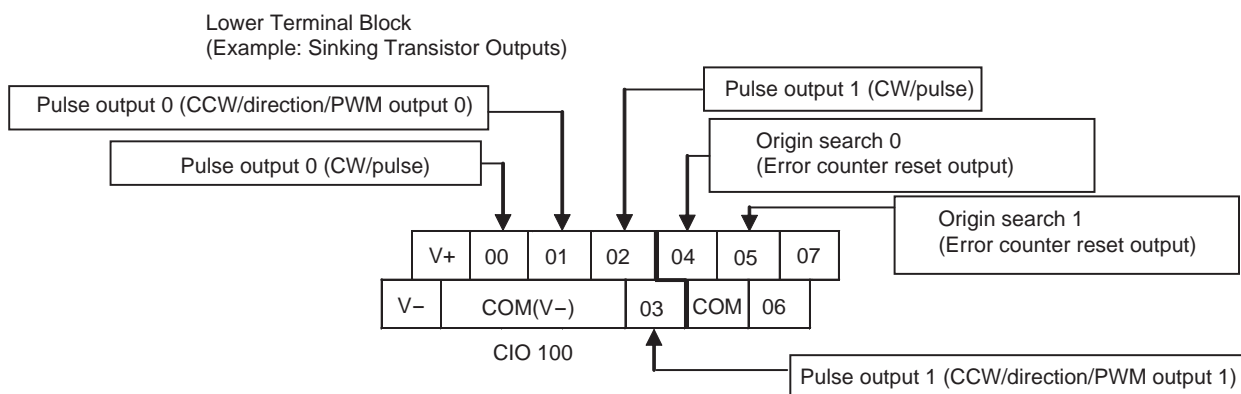 Lower Terminal Block
(Example: Sinking Transistor Outputs)
Pulse output 0 (CCW/direction/PWM output 0)
Pulse output 1 (CW/pulse)
Pulse output 0 (CW/pulse)
Origin search 0
(Error counter reset output)
Origin search 1
(Error counter reset output)
V+ 00 01 02 04 05 07
V− COM(V−) 03 COM 06
CIO 100
Pulse output 1 (CCW/direction/PWM output 1)